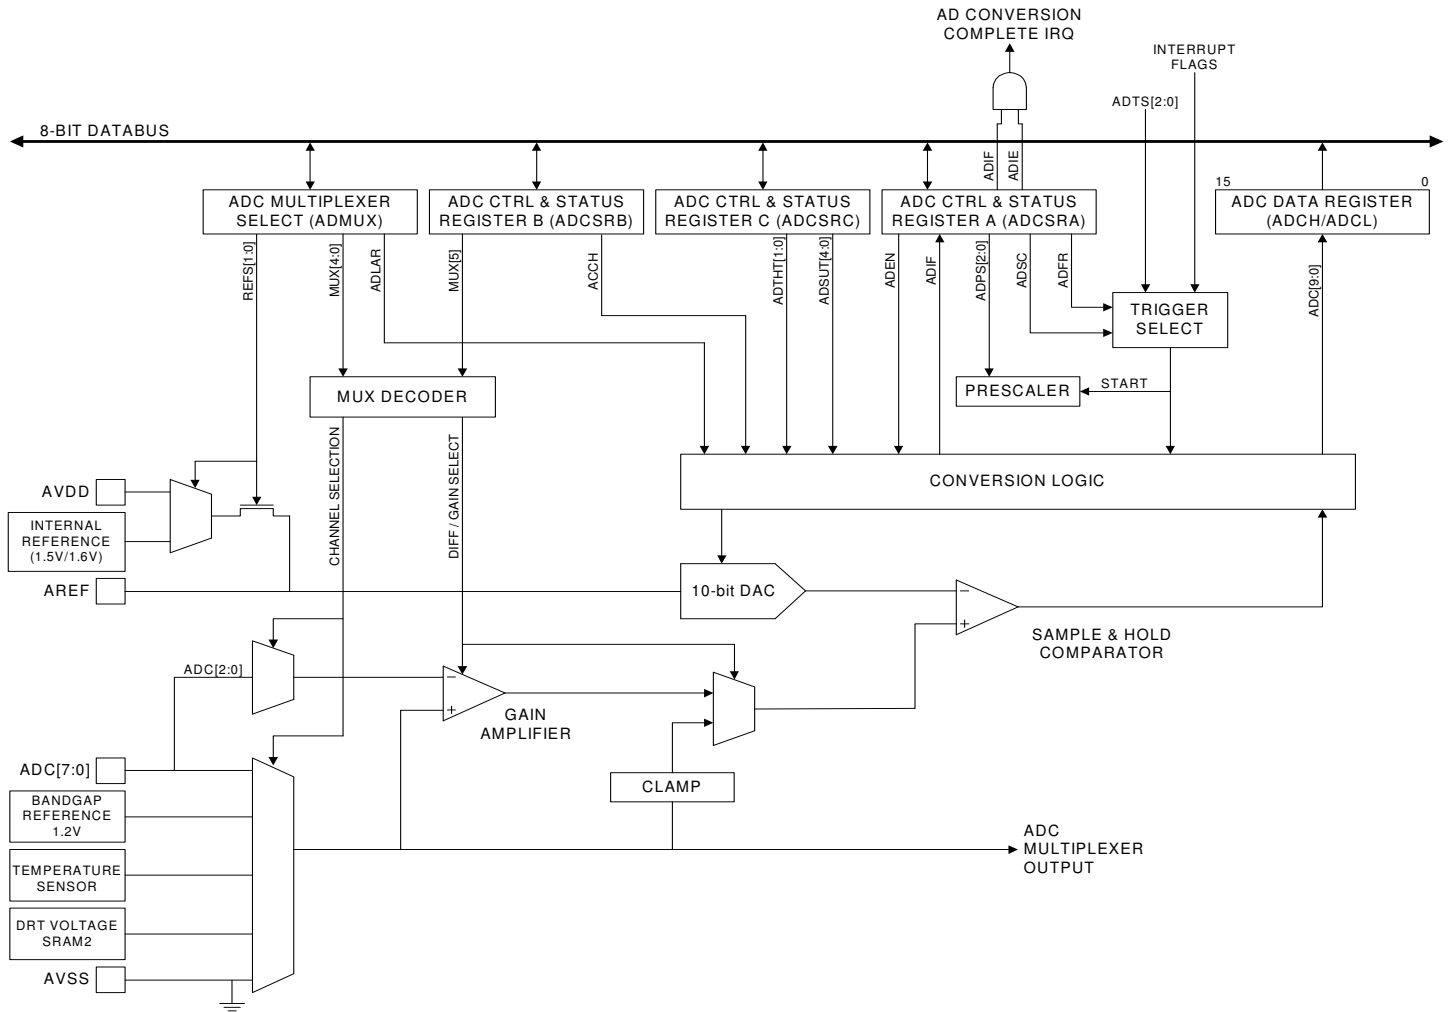 AD CONVERSION
COMPLETE IRQ
INTERRUPT
FLAGS
ADTS[2:0]
8-BIT DATABUS
ADIF
ADIE
15
0
ADC MULTIPLEXER
SELECT (ADMUX)
ADC CTRL & STATUS
REGISTER B (ADCSRB)
ADC CTRL & STATUS
REGISTER C (ADCSRC)
ADC CTRL & STATUS
REGISTER A (ADCSRA)
ADC DATA REGISTER
(ADCH/ADCL)
REFS[1:0]
MUX[4:0]
ADLAR
MUX[5]
ACCH
ADTHT[1:0]
ADSUT[4:0]
ADEN
ADIF
ADPS[2:0]
ADSC
ADFR
ADC[9:0]
TRIGGER
SELECT
MUX DECODER
PRESCALER
START
CHANNEL SELECTION
DIFF / GAIN SELECT
CONVERSION LOGIC
AVDD
INTERNAL
REFERENCE
(1.5V/1.6V)
AREF
10-bit DAC
−
+
SAMPLE & HOLD
COMPARATOR
ADC[2:0]
−
+
GAIN
AMPLIFIER
ADC[7:0]
CLAMP
BANDGAP
REFERENCE
1.2V
ADC
MULTIPLEXER
OUTPUT
TEMPERATURE
SENSOR
DRT VOLTAGE
SRAM2
AVSS